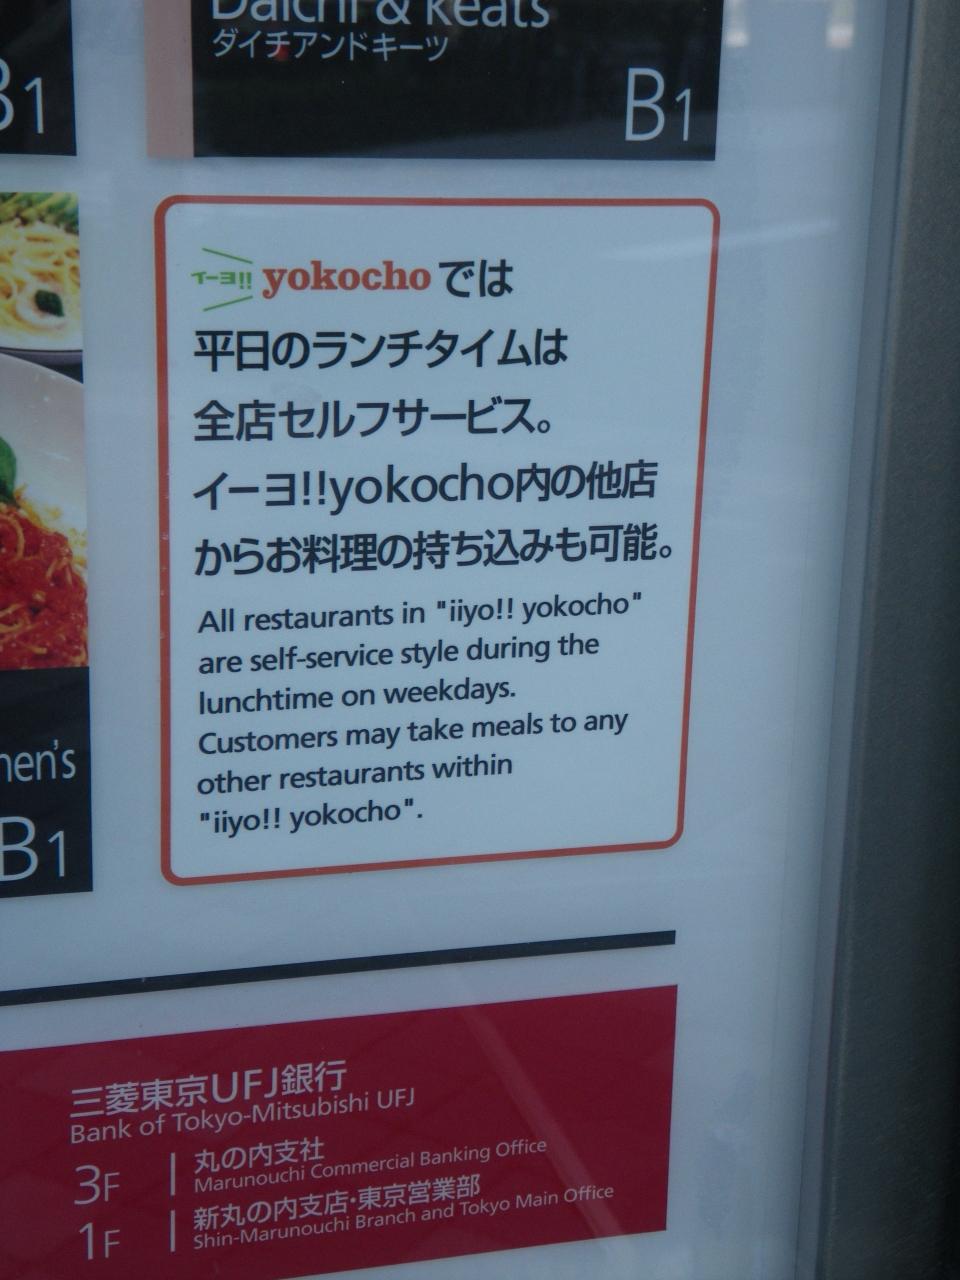 Daichi & Keats
ダイチアンドキーツ
B1
B1
イーヨ!! yokochoでは
平日のランチタイムは
全店セルフサービス。
イーヨ!!yokocho内の他店
からお料理の持ち込みも可能。
All restaurants in "iiyo!! yokocho"
are self-service style during the
lunchtime on weekdays.
Customers may take meals to any
other restaurants within
"iiyo!! yokocho".
B1
三菱東京UFJ銀行
Bank of Tokyo-Mitsubishi UFJ
3F 丸の内支社
Marunouchi Commercial Banking Office
1F 新丸の内支店・東京営業部
Shin-Marunouchi Branch and Tokyo Main Office